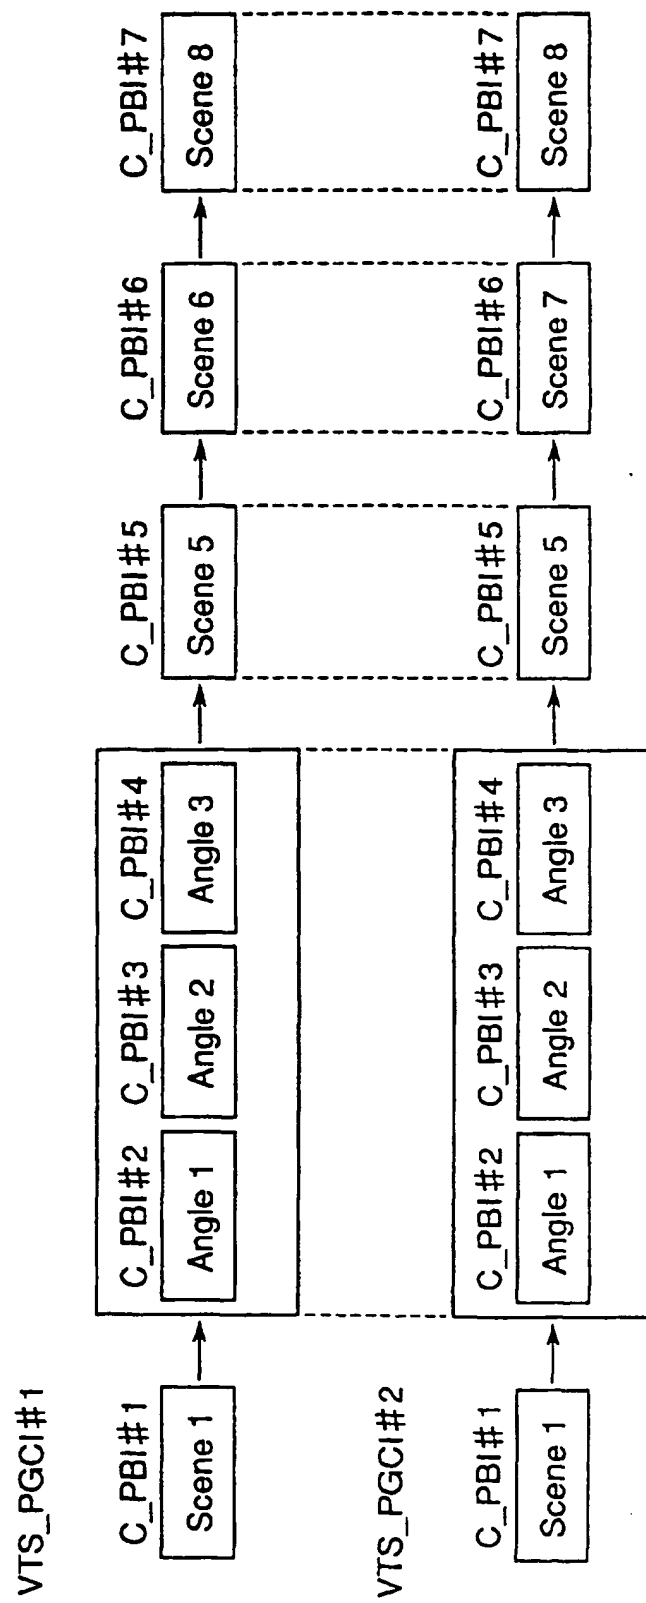 VTS_PGCI#1
C_PBI#1
C_PBI#2
C_PBI#3
C_PBI#4
C_PBI#5
C_PBI#6
C_PBI#7
Scene 1
Angle 1
Angle 2
Angle 3
Scene 5
Scene 6
Scene 8
VTS_PGCI#2
C_PBI#1
C_PBI#2
C_PBI#3
C_PBI#4
C_PBI#5
C_PBI#6
C_PBI#7
Scene 1
Angle 1
Angle 2
Angle 3
Scene 5
Scene 7
Scene 8